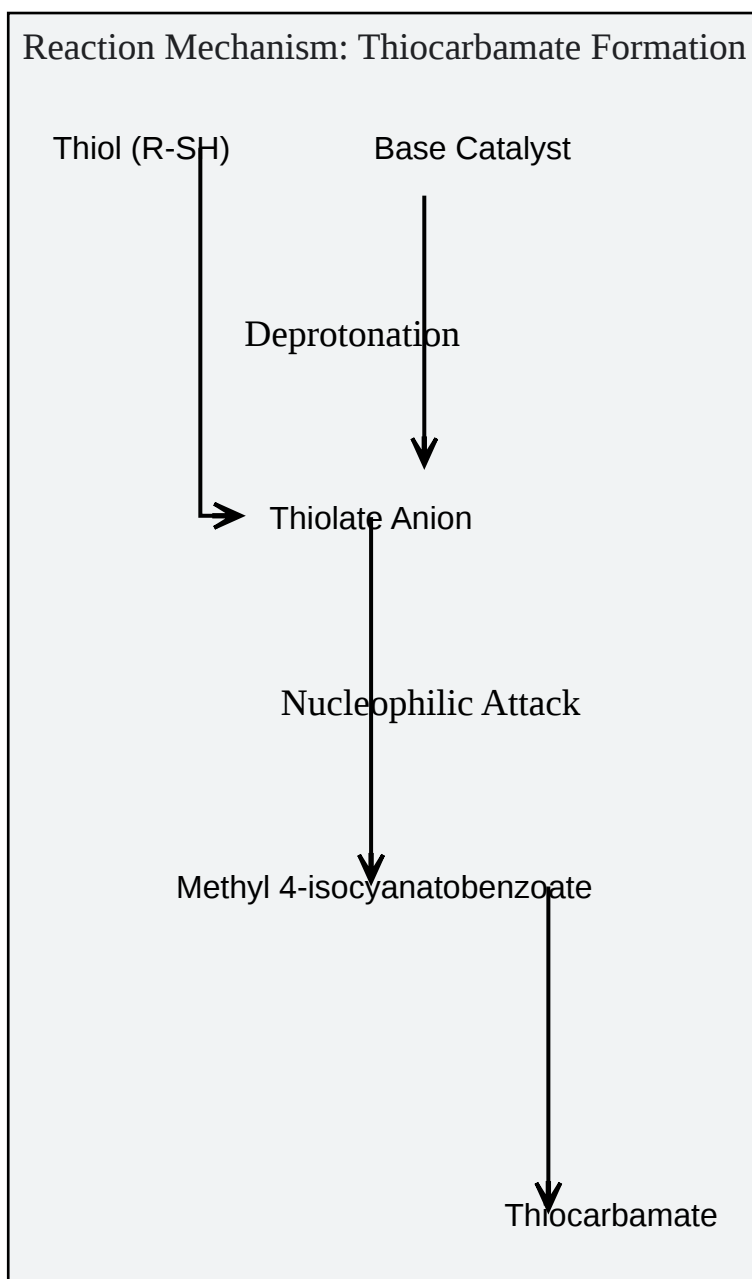 Reaction Mechanism: Thiocarbamate Formation
Thiol (R-SH)
Base Catalyst
Deprotonation
Thiolate Anion
Nucleophilic Attack
Methyl 4-isocyanatobenzoate
Thiocarbamate